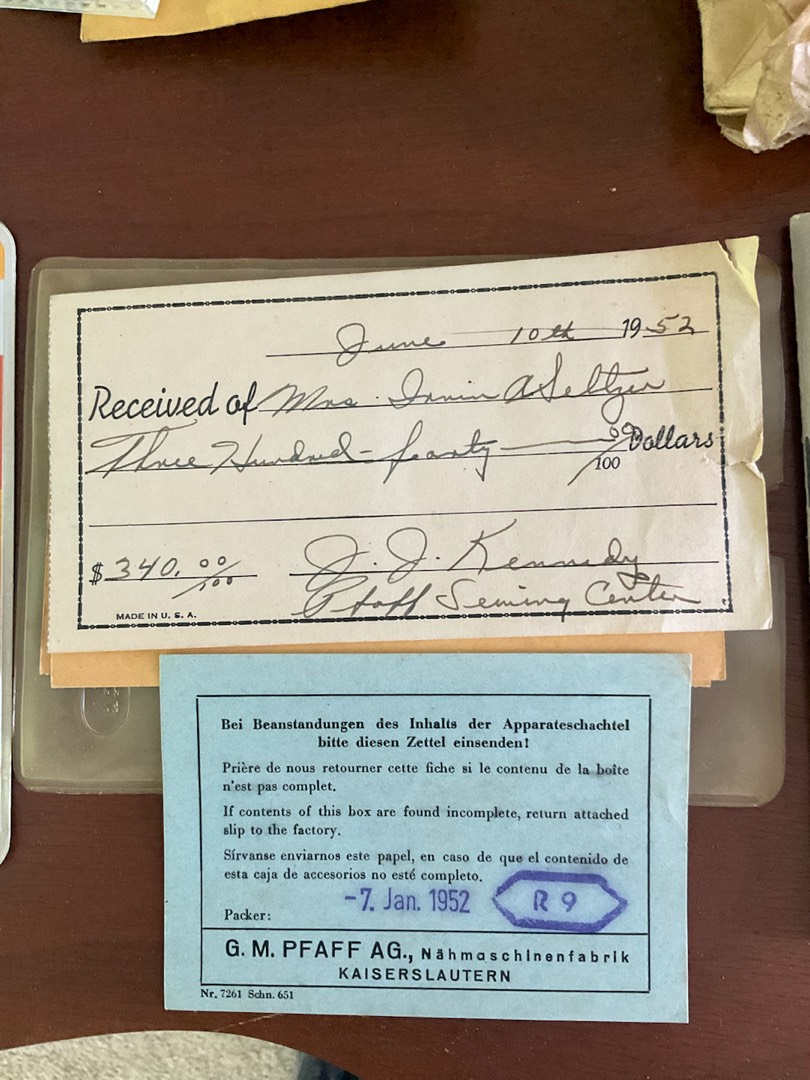 June 10th 1952
Received of Mrs. Irvin A Seltzer
Three Hundred - fourty 00/100 Dollars
$ 340. 00/100 J. J. Kennedy
MADE IN U. S. A. Pfaff Sewing Center
Bei Beanstandungen des Inhalts der Apparateschachtel
bitte diesen Zettel einsenden!
Prière de nous retourner cette fiche si le contenu de la boîte
n'est pas complet.
If contents of this box are found incomplete, return attached
slip to the factory.
Sírvanse enviarnos este papel, en caso de que el contenido de
esta caja de accesorios no esté completo.
-7. Jan. 1952 R 9
Packer:
G. M. PFAFF AG., Nähmaschinenfabrik
KAISERSLAUTERN
Nr. 7261 Schn. 651